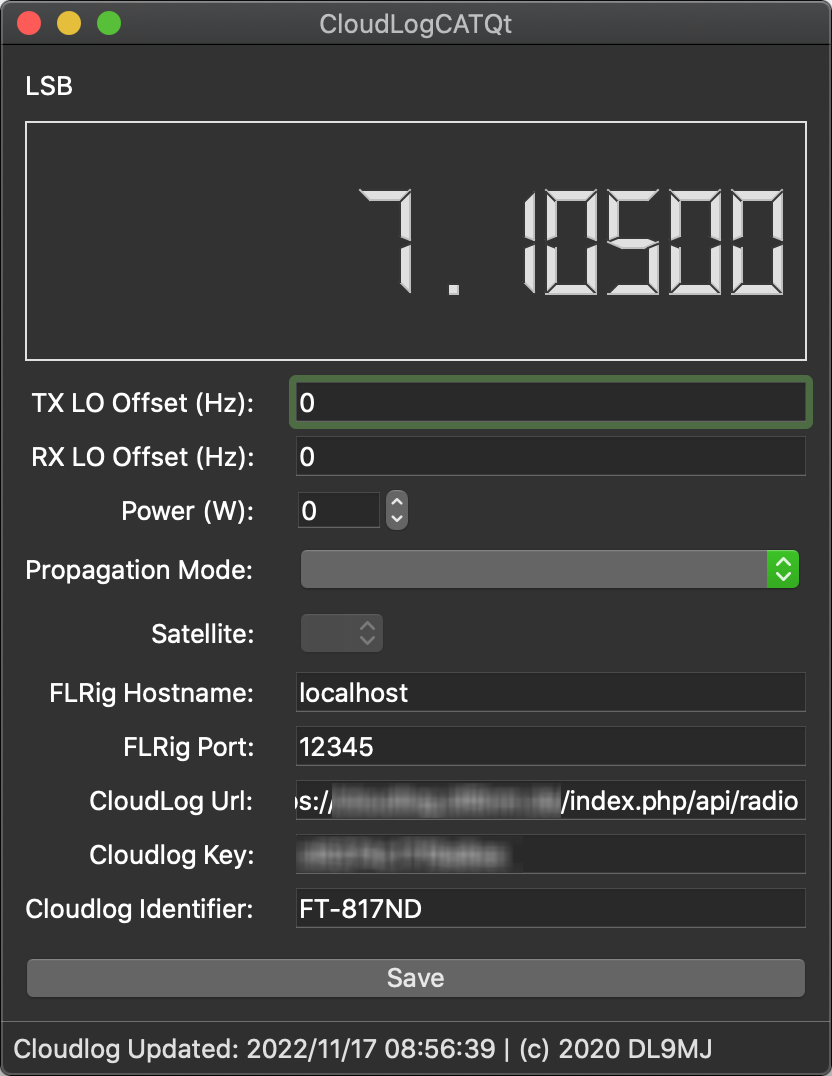 CloudLogCATQt
LSB
7.10500
TX LO Offset (Hz): 0
RX LO Offset (Hz): 0
Power (W): 0
Propagation Mode:
Satellite:
FLRig Hostname: localhost
FLRig Port: 12345
CloudLog Url: s:// /index.php/api/radio
Cloudlog Key:
Cloudlog Identifier: FT-817ND
Save
Cloudlog Updated: 2022/11/17 08:56:39 | (c) 2020 DL9MJ